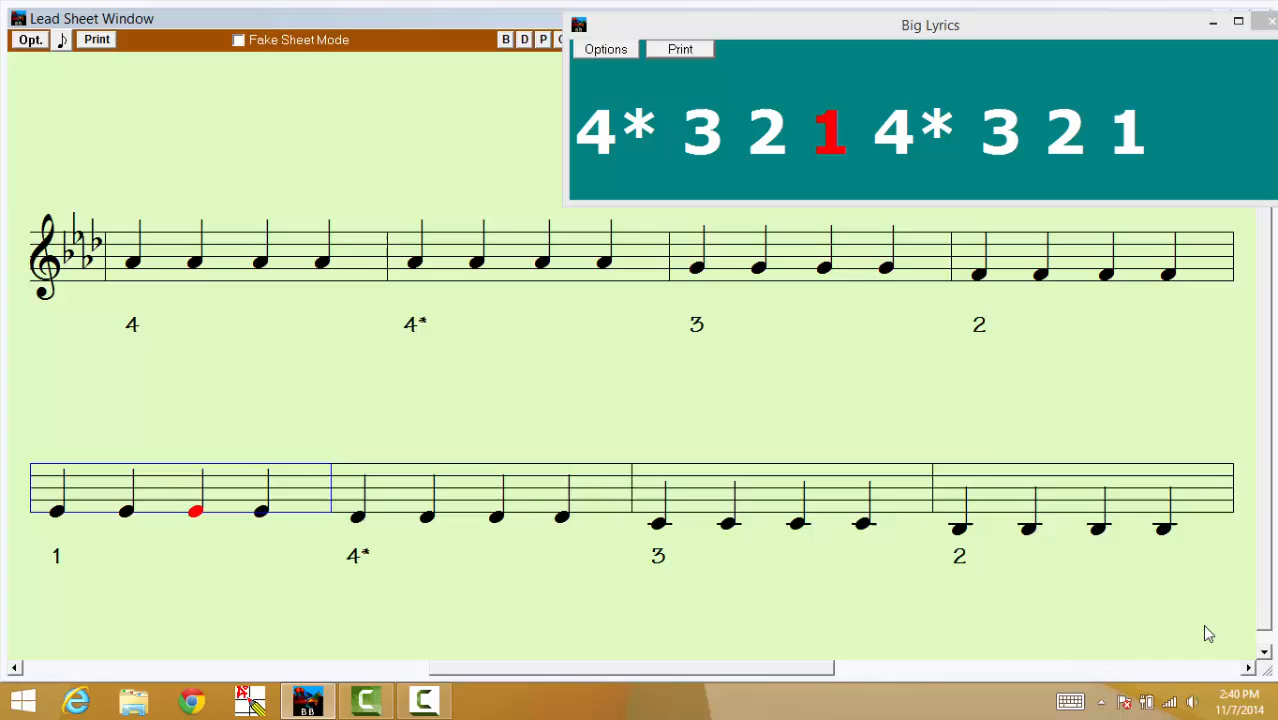 Lead Sheet Window
Opt. Print Fake Sheet Mode B D P
Big Lyrics
Options Print
4* 3 2 1 4* 3 2 1
4 4* 3 2
1 4* 3 2
2:40 PM
11/7/2014